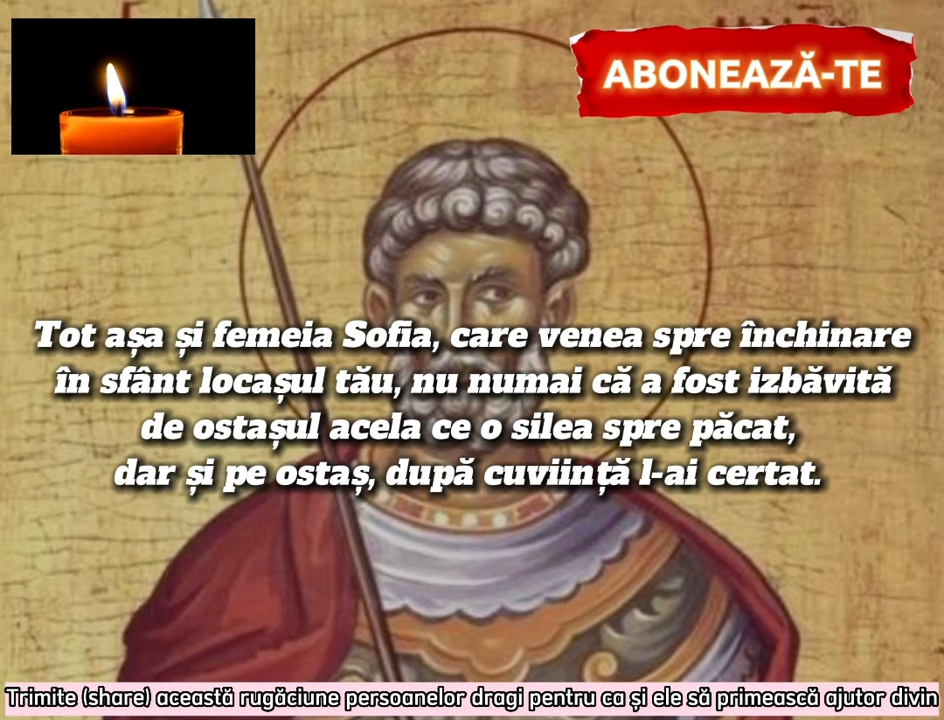 ABONEAZĂ-TE
Tot așa și femeia Sofia, care venea spre închinare
în sfânt locașul tău, nu numai că a fost izbăvită
de ostașul acela ce o silea spre păcat,
dar și pe ostaș, după cuviință l-ai certat.
Trimite (share) această rugăciune persoanelor dragi pentru ca și ele să primească ajutor divin